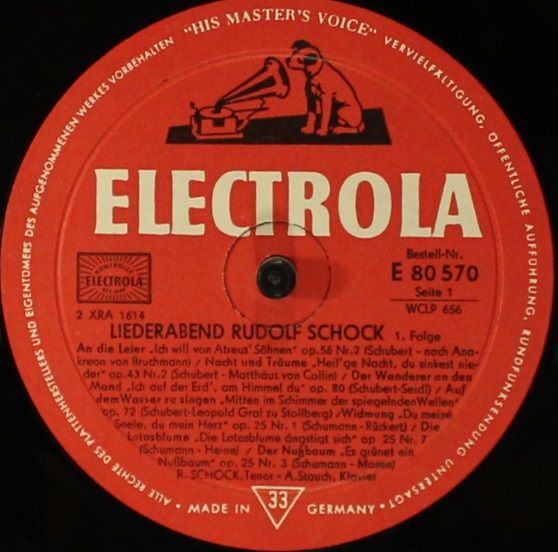 ALLE RECHTE DES PLATTENHERSTELLERS UND EIGENTÜMERS DES AUFGENOMMENEN WERKES VORBEHALTEN "HIS MASTER'S VOICE" VERVIELFÄLTIGUNG, ÖFFENTLICHE AUFFÜHRUNG, RUNDFUNKSENDUNG UNTERSAGT •
ELECTROLA
Bestell-Nr.
E 80 570
ELECTROLA
Seite 1
2 XRA 1614
WCLP 656
LIEDERABEND RUDOLF SCHOCK 1. Folge
An die Leier „Ich will von Atreus' Söhnen" op. 56 Nr. 2 (Schubert - nach Ana-
kreon von Bruchmann) / Nacht und Träume „Heil'ge Nacht, du sinkest nie-
der" op. 43 Nr. 2 (Schubert - Matthäus von Collin) / Der Wanderer an den
Mond „Ich auf der Erd', am Himmel du" op. 80 (Schubert-Seidl) / Auf
dem Wasser zu singen „Mitten im Schimmer der spiegelnden Wellen"
op. 72 (Schubert-Leopold Graf zu Stollberg) / Widmung „Du meine
Seele, du mein Herz" op. 25 Nr. 1 (Schumann - Rückert) / Die
Lotosblume „Die Lotosblume ängstigt sich" op 25 Nr. 7
(Schumann - Heine) / Der Nußbaum „Es grünet ein
Nußbaum" op. 25 Nr. 3 (Schumann - Mosen)
R. SCHOCK, Tenor - A. Stauch, Klavier
33
MADE IN GERMANY •